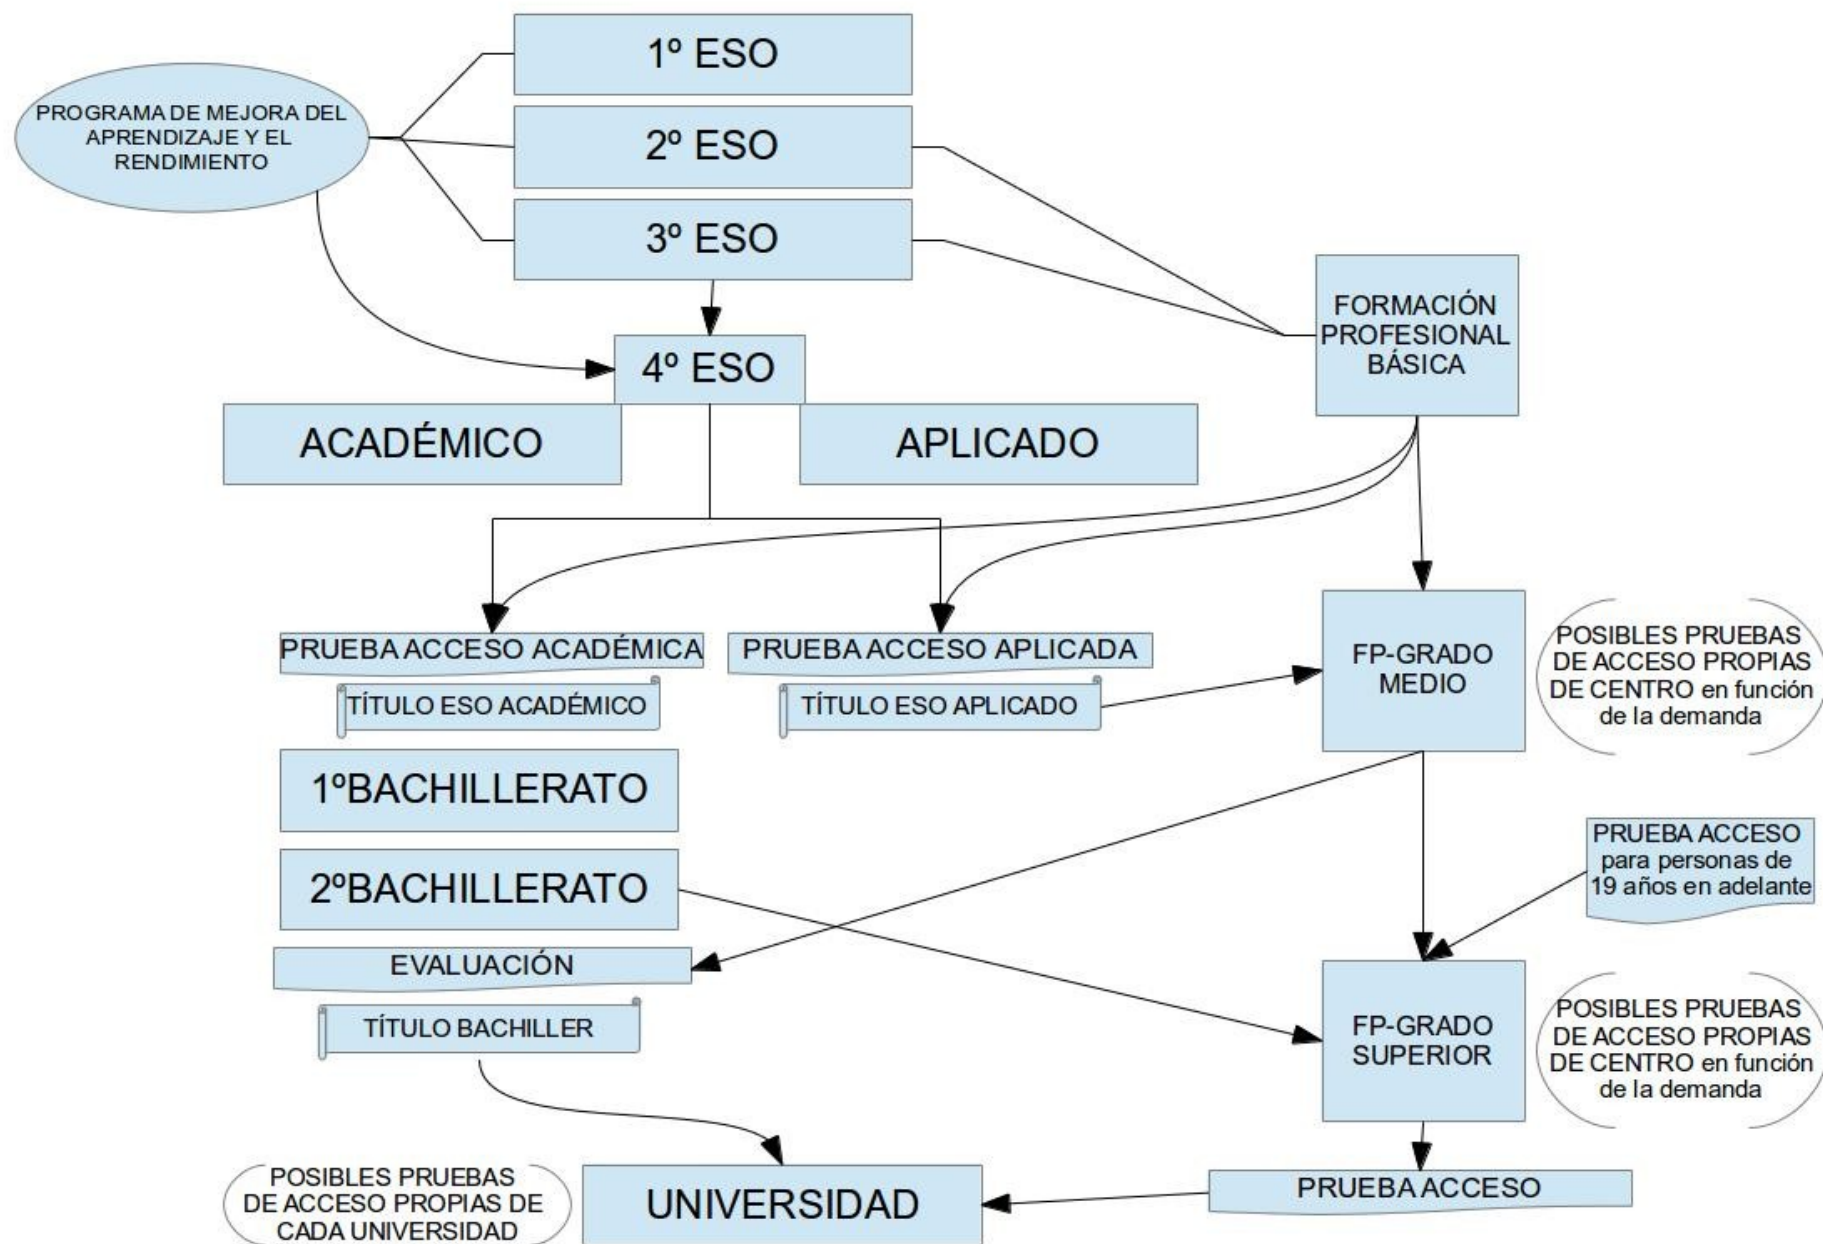 1º ESO
PROGRAMA DE MEJORA DEL
APRENDIZAJE Y EL
RENDIMIENTO
2º ESO
3º ESO
FORMACIÓN
PROFESIONAL
BÁSICA
4º ESO
ACADÉMICO
APLICADO
PRUEBA ACCESO ACADÉMICA
PRUEBA ACCESO APLICADA
TÍTULO ESO ACADÉMICO
TÍTULO ESO APLICADO
FP-GRADO
MEDIO
POSIBLES PRUEBAS
DE ACCESO PROPIAS
DE CENTRO en función
de la demanda
1ºBACHILLERATO
2ºBACHILLERATO
PRUEBA ACCESO
para personas de
19 años en adelante
EVALUACIÓN
TÍTULO BACHILLER
FP-GRADO
SUPERIOR
POSIBLES PRUEBAS
DE ACCESO PROPIAS
DE CENTRO en función
de la demanda
POSIBLES PRUEBAS
DE ACCESO PROPIAS DE
CADA UNIVERSIDAD
UNIVERSIDAD
PRUEBA ACCESO